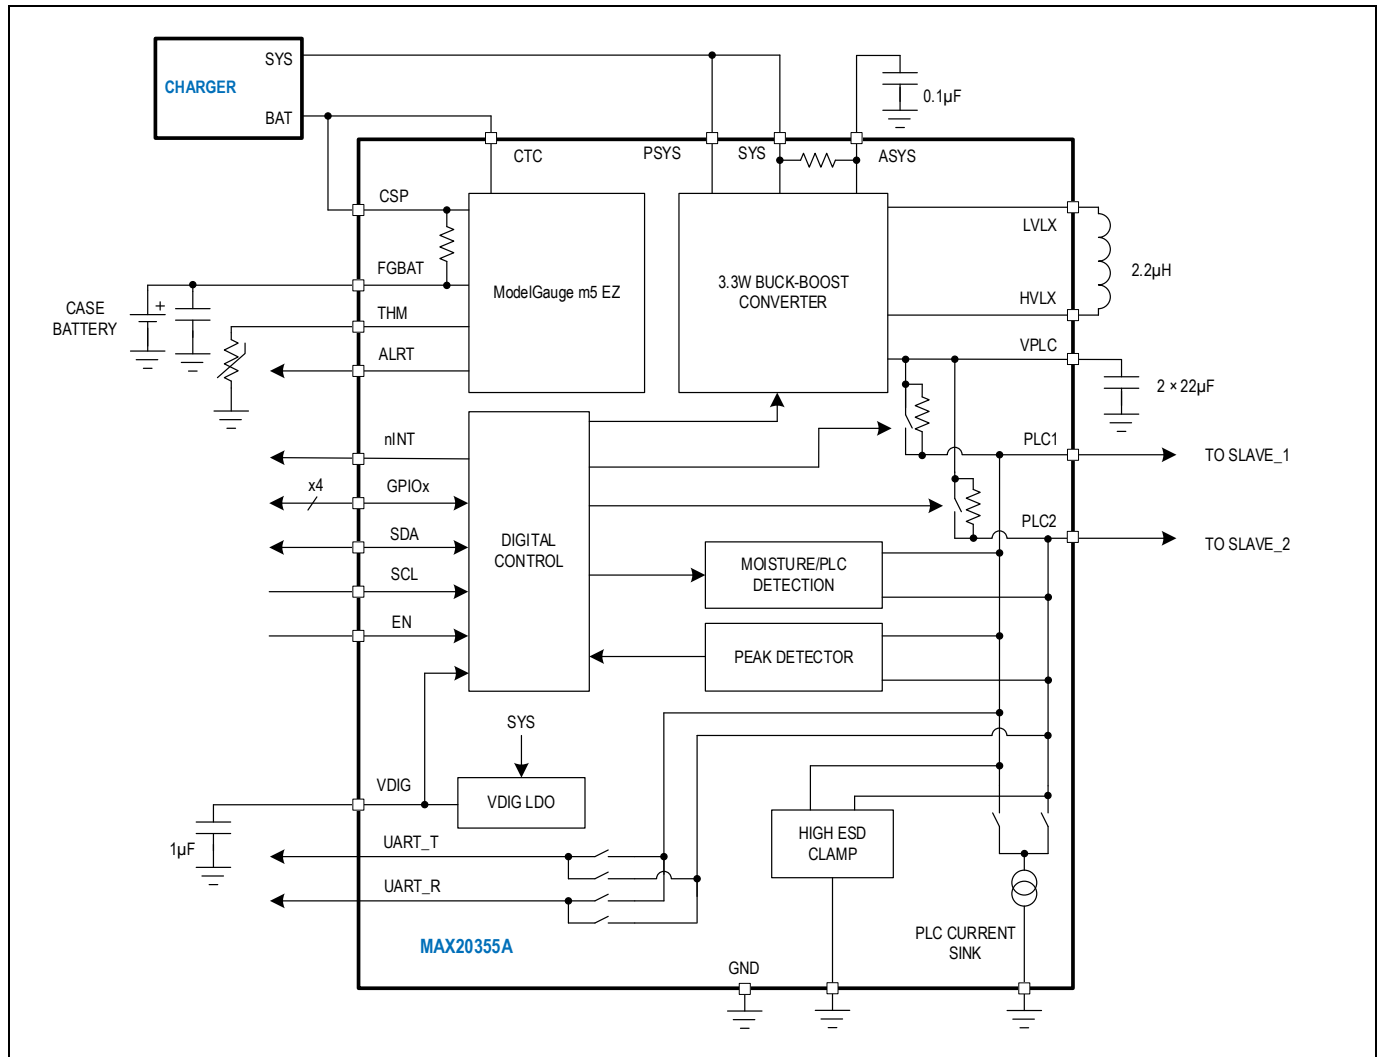 SYS
CHARGER
BAT
0.1µF
CTC
PSYS
SYS
ASYS
CSP
LVLX
FGBAT
ModelGauge m5 EZ
3.3W BUCK-BOOST
CONVERTER
2.2µH
HVLX
CASE
BATTERY
+
THM
ALRT
VPLC
2 × 22µF
nINT
PLC1
TO SLAVE_1
x4
GPIOx
SDA
DIGITAL
CONTROL
PLC2
TO SLAVE_2
SCL
MOISTURE/PLC
DETECTION
EN
PEAK DETECTOR
SYS
VDIG
VDIG LDO
1µF
UART_T
HIGH ESD
CLAMP
UART_R
MAX20355A
PLC CURRENT
SINK
GND